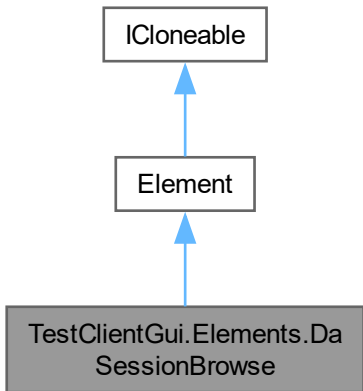 ICloneable
Element
TestClientGui.Elements.Da
SessionBrowse